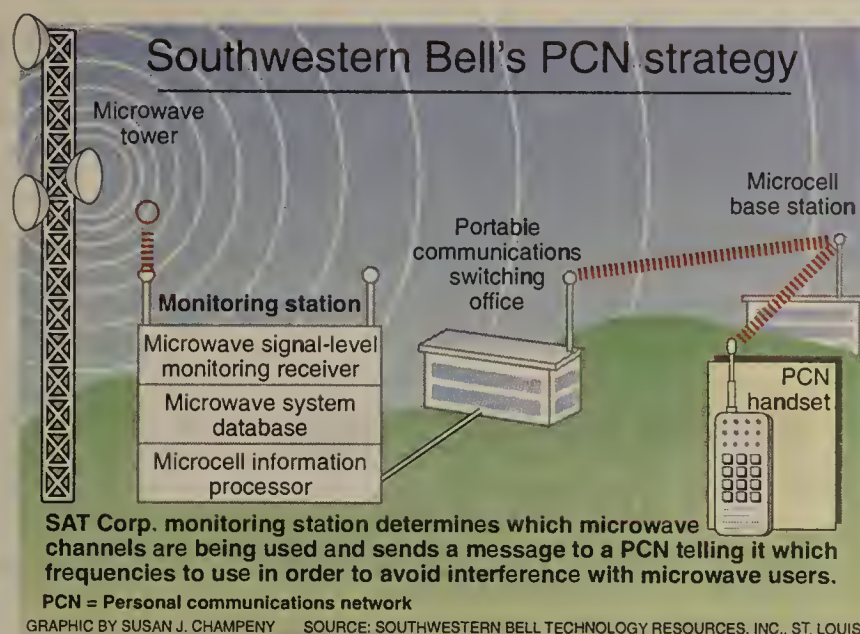 Southwestern Bell's PCN strategy
Microwave
tower
Microcell
base station
Portable
communications
switching
office
Monitoring station
Microwave signal-level
monitoring receiver
Microwave system
database
Microcell information
processor
PCN
handset
SAT Corp. monitoring station determines which microwave
channels are being used and sends a message to a PCN telling it which
frequencies to use in order to avoid interference with microwave users.
PCN = Personal communications network
GRAPHIC BY SUSAN J. CHAMPENY SOURCE: SOUTHWESTERN BELL TECHNOLOGY RESOURCES, INC., ST. LOUIS